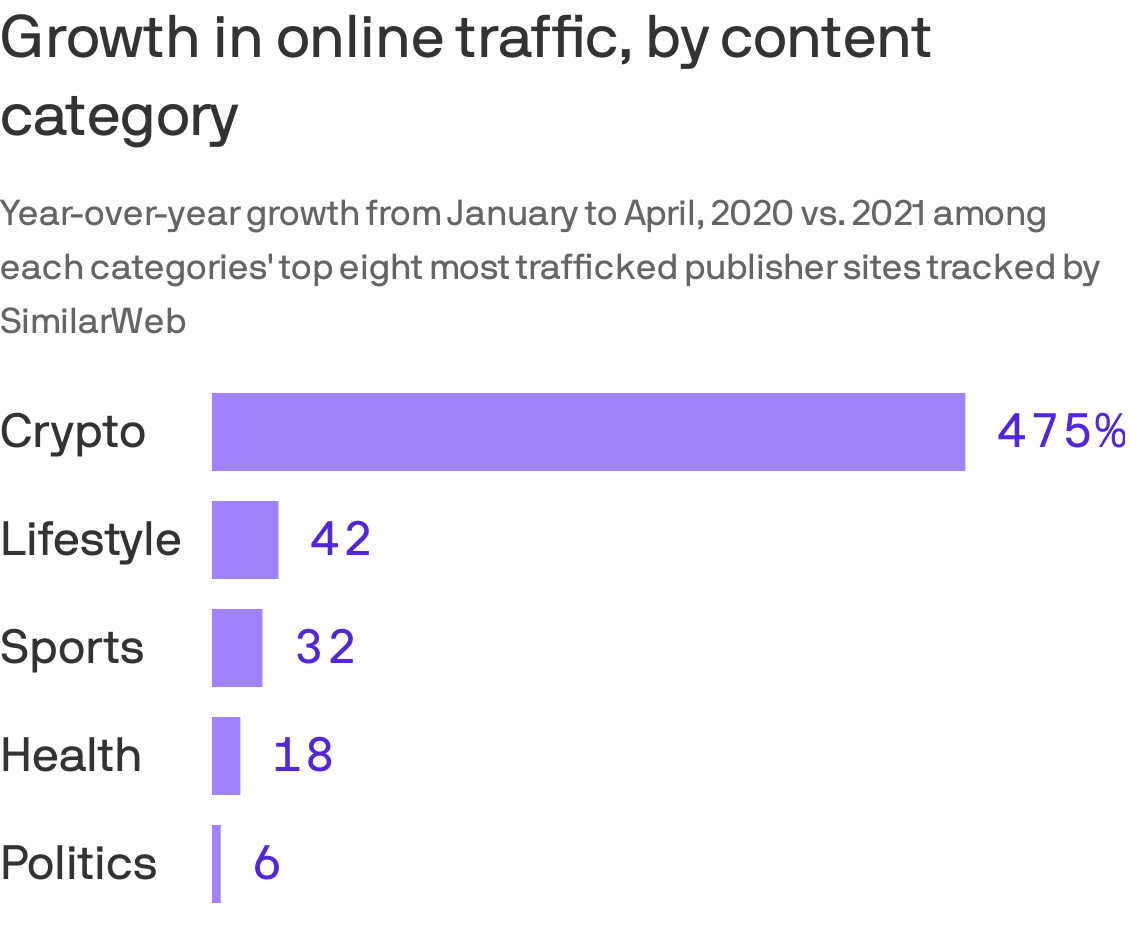 Growth in online traffic, by content
category
Year-over-year growth from January to April, 2020 vs. 2021 among
each categories' top eight most trafficked publisher sites tracked by
SimilarWeb
Crypto 475%
Lifestyle 42
Sports 32
Health 18
Politics 6